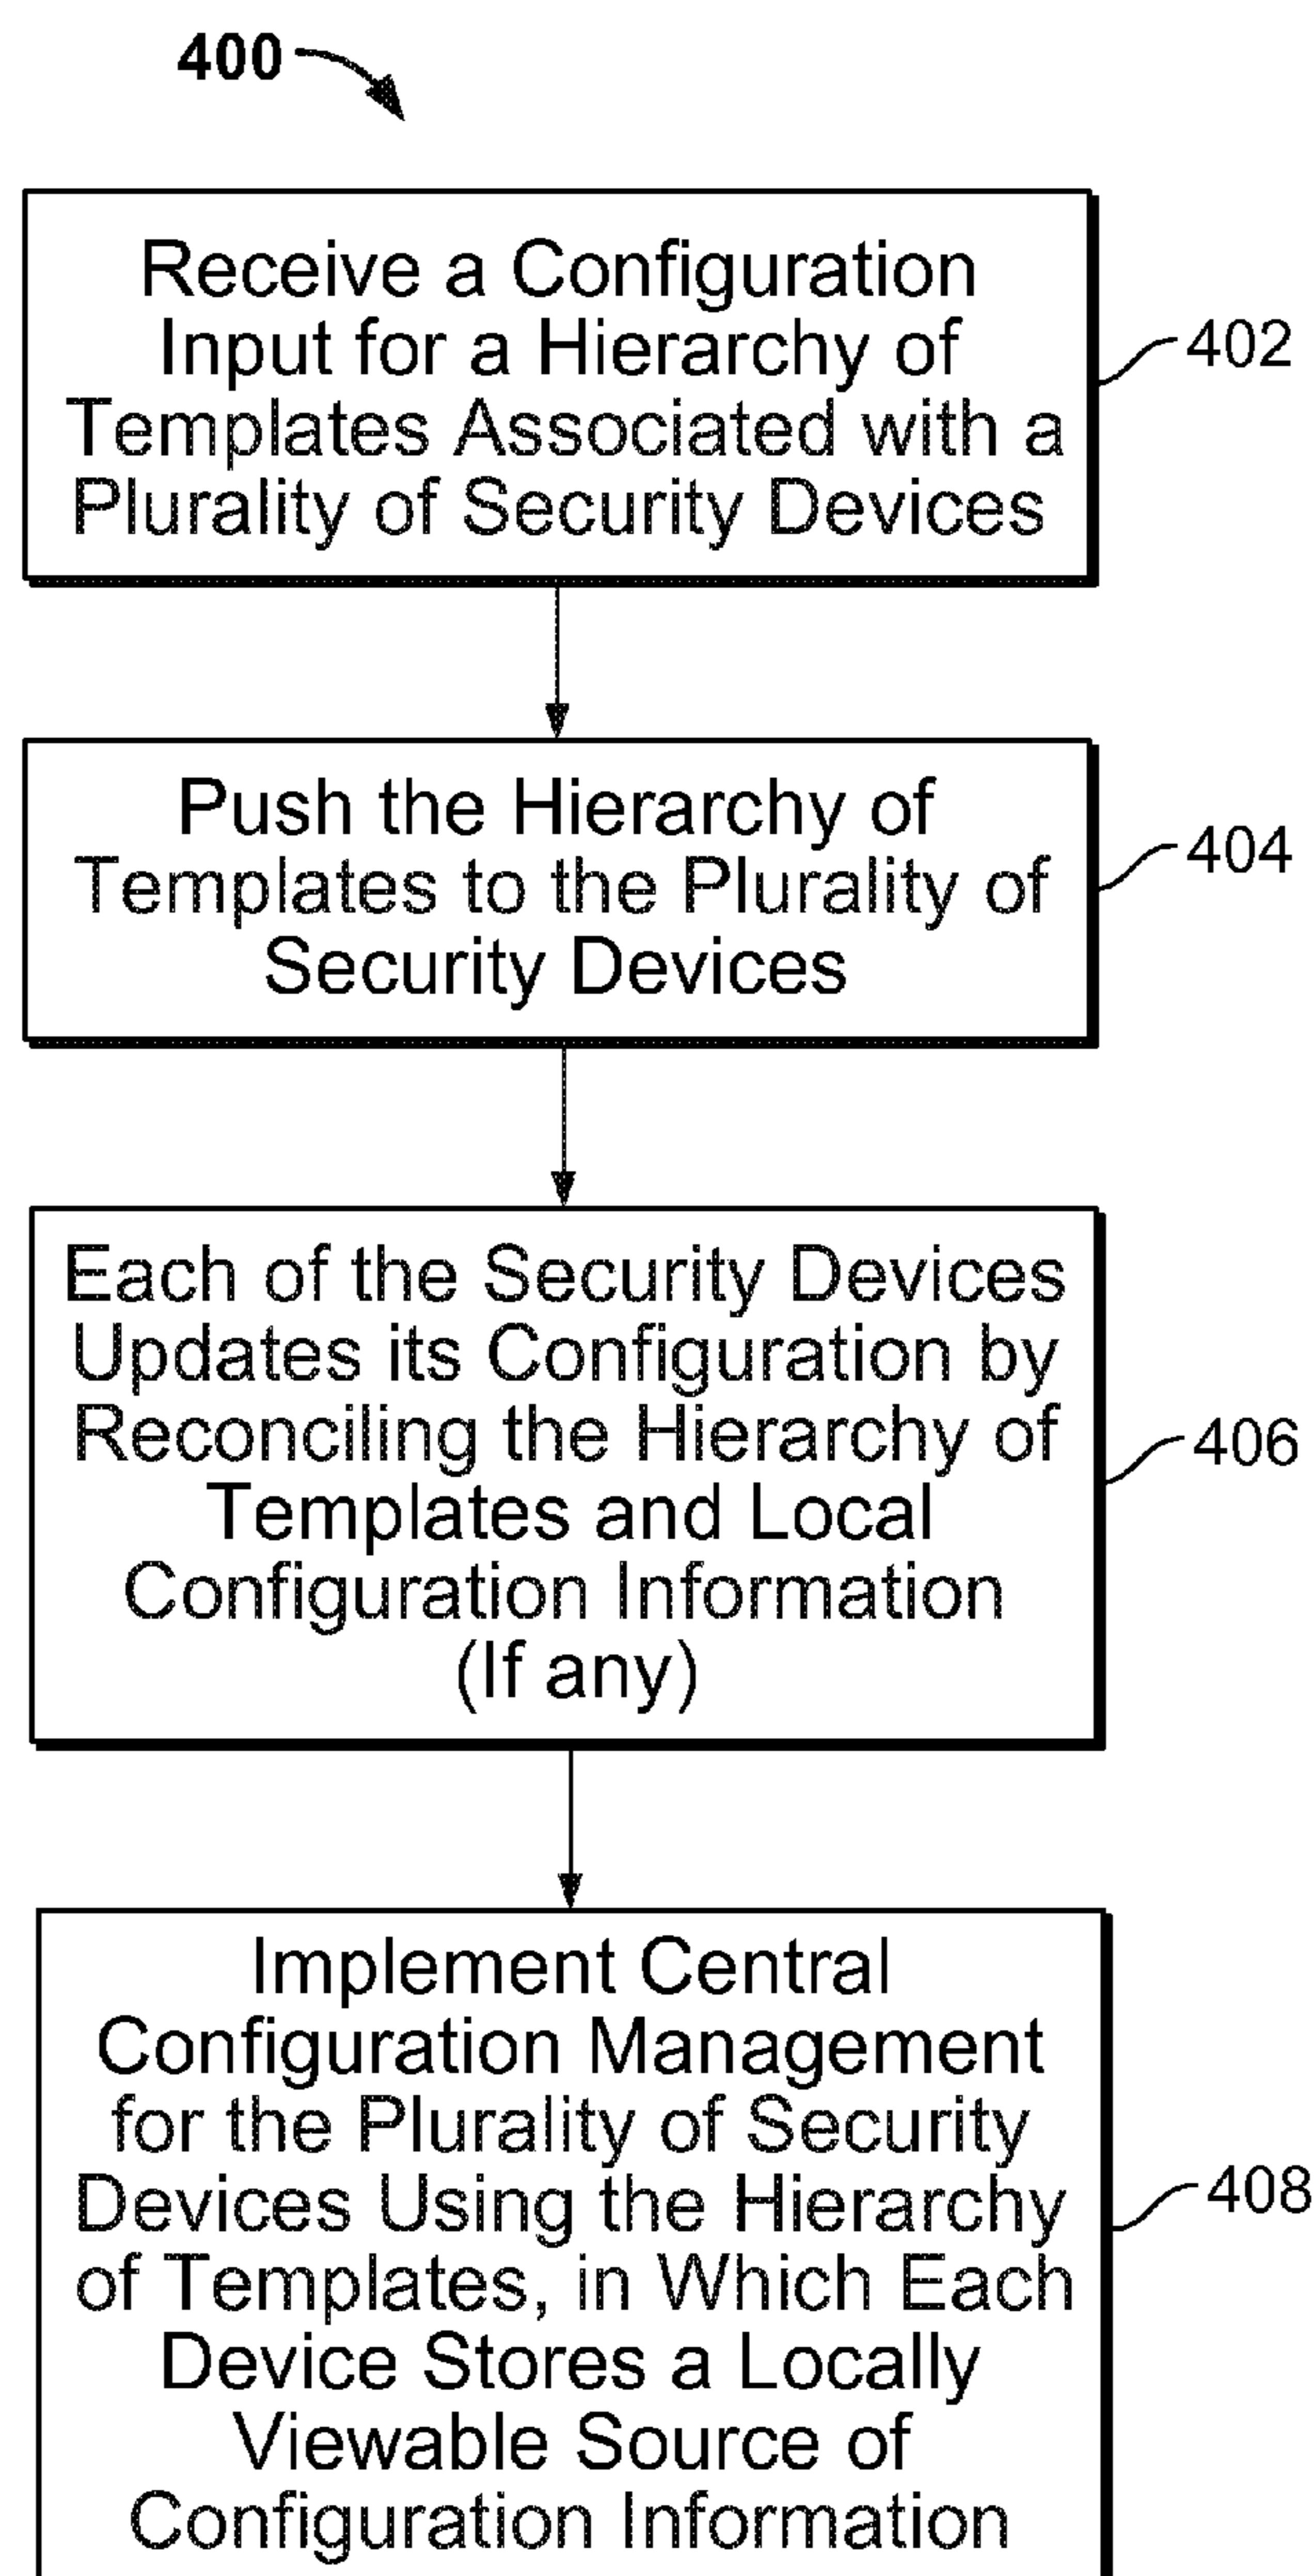 400
Receive a Configuration
Input for a Hierarchy of
Templates Associated with a
Plurality of Security Devices
402
Push the Hierarchy of
Templates to the Plurality of
Security Devices
404
Each of the Security Devices
Updates its Configuration by
Reconciling the Hierarchy of
Templates and Local
Configuration Information
(If any)
406
Implement Central
Configuration Management
for the Plurality of Security
Devices Using the Hierarchy
of Templates, in Which Each
Device Stores a Locally
Viewable Source of
Configuration Information
408